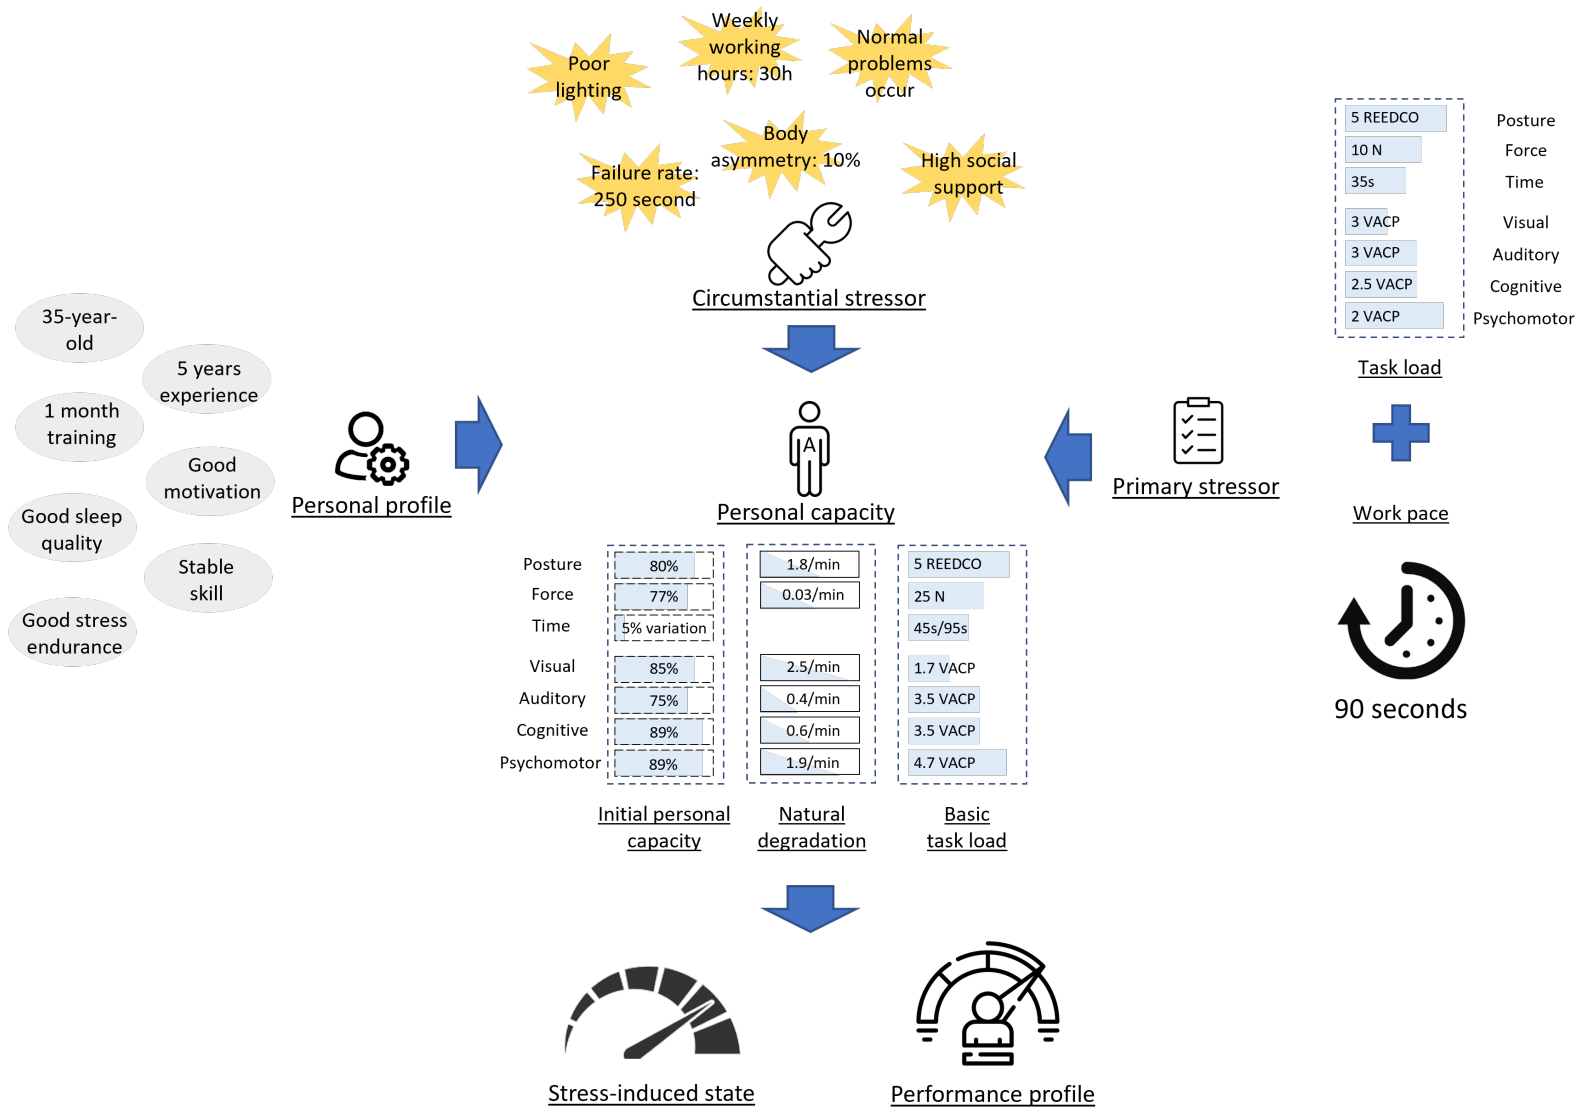 Poor
lighting
Weekly
working
hours: 30h
Normal
problems
occur
Failure rate:
250 second
Body
asymmetry: 10%
High social
support
Circumstantial stressor
35-year-
old
5 years
experience
1 month
training
Good
motivation
Good sleep
quality
Stable
skill
Good stress
endurance
Personal profile
A
Personal capacity
Primary stressor
5 REEDCO Posture
10 N Force
35s Time
3 VACP Visual
3 VACP Auditory
2.5 VACP Cognitive
2 VACP Psychomotor
Task load
Work pace
90 seconds
Posture 80% 1.8/min 5 REEDCO
Force 77% 0.03/min 25 N
Time 5% variation 45s/95s
Visual 85% 2.5/min 1.7 VACP
Auditory 75% 0.4/min 3.5 VACP
Cognitive 89% 0.6/min 3.5 VACP
Psychomotor 89% 1.9/min 4.7 VACP
Initial personal
capacity
Natural
degradation
Basic
task load
Stress-induced state
Performance profile